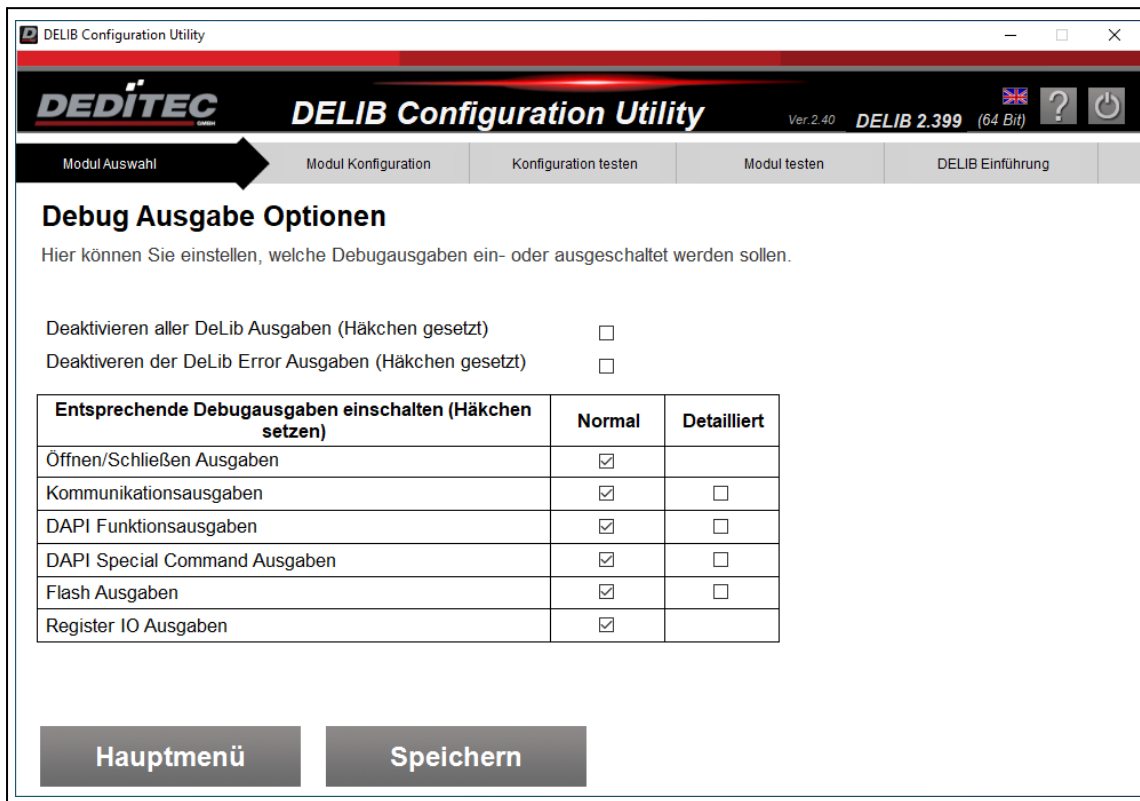 DELIB Configuration Utility
DEDITEC
GMBH
DELIB Configuration Utility
Ver.2.40
DELIB 2.399 (64 Bit)
?
Modul Auswahl
Modul Konfiguration
Konfiguration testen
Modul testen
DELIB Einführung
Debug Ausgabe Optionen
Hier können Sie einstellen, welche Debugausgaben ein- oder ausgeschaltet werden sollen.
Deaktivieren aller DeLib Ausgaben (Häkchen gesetzt)
Deaktiveren der DeLib Error Ausgaben (Häkchen gesetzt)
Entsprechende Debugausgaben einschalten (Häkchen
setzen)
Normal
Detailliert
Öffnen/Schließen Ausgaben
Kommunikationsausgaben
DAPI Funktionsausgaben
DAPI Special Command Ausgaben
Flash Ausgaben
Register IO Ausgaben
Hauptmenü
Speichern